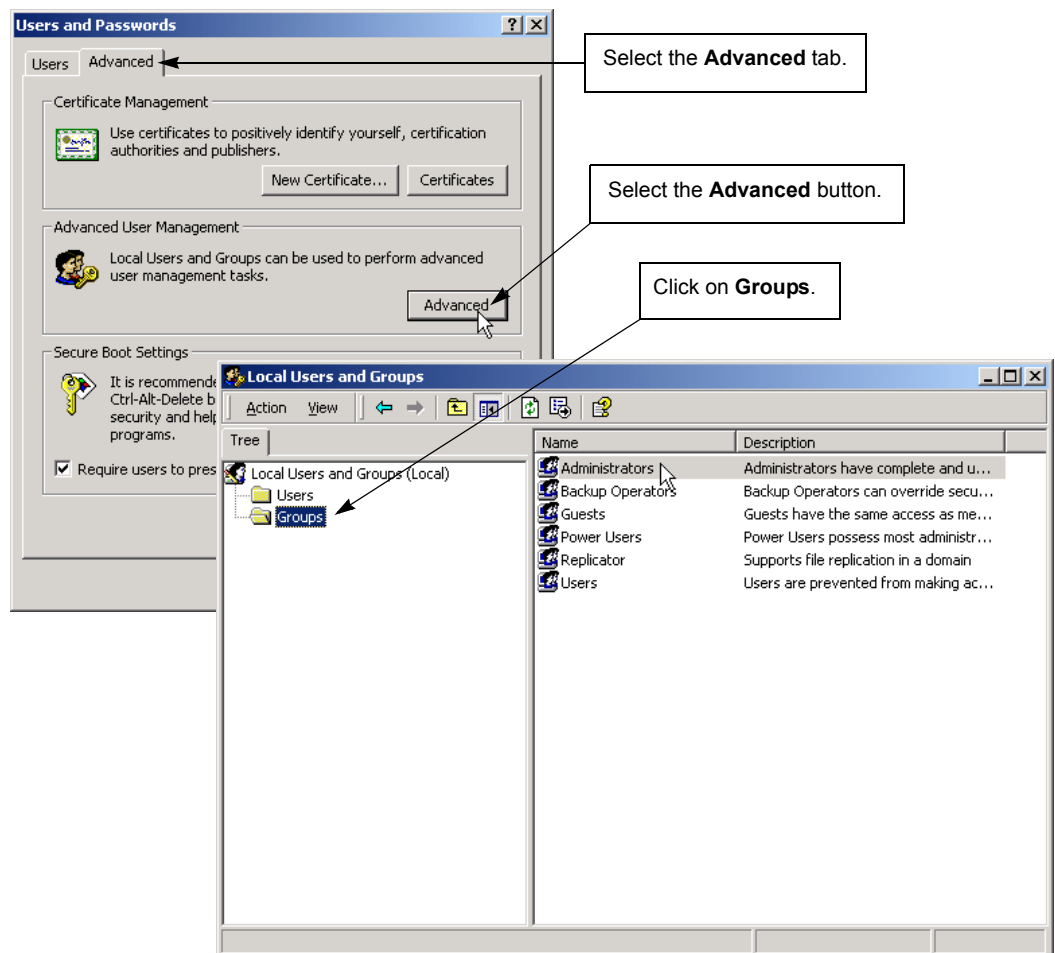 Users and Passwords
Users
Advanced
Select the Advanced tab.
Certificate Management
Use certificates to positively identify yourself, certification
authorities and publishers.
New Certificate...
Certificates
Select the Advanced button.
Advanced User Management
Local Users and Groups can be used to perform advanced
user management tasks.
Advanced
Click on Groups.
Secure Boot Settings
It is recommende
Ctrl-Alt-Delete b
security and help
programs.
Require users to pres
Local Users and Groups
Action
View
Tree
Local Users and Groups (Local)
Users
Groups
Name
Description
Administrators
Administrators have complete and u...
Backup Operators
Backup Operators can override secu...
Guests
Guests have the same access as me...
Power Users
Power Users possess most administr...
Replicator
Supports file replication in a domain
Users
Users are prevented from making ac...